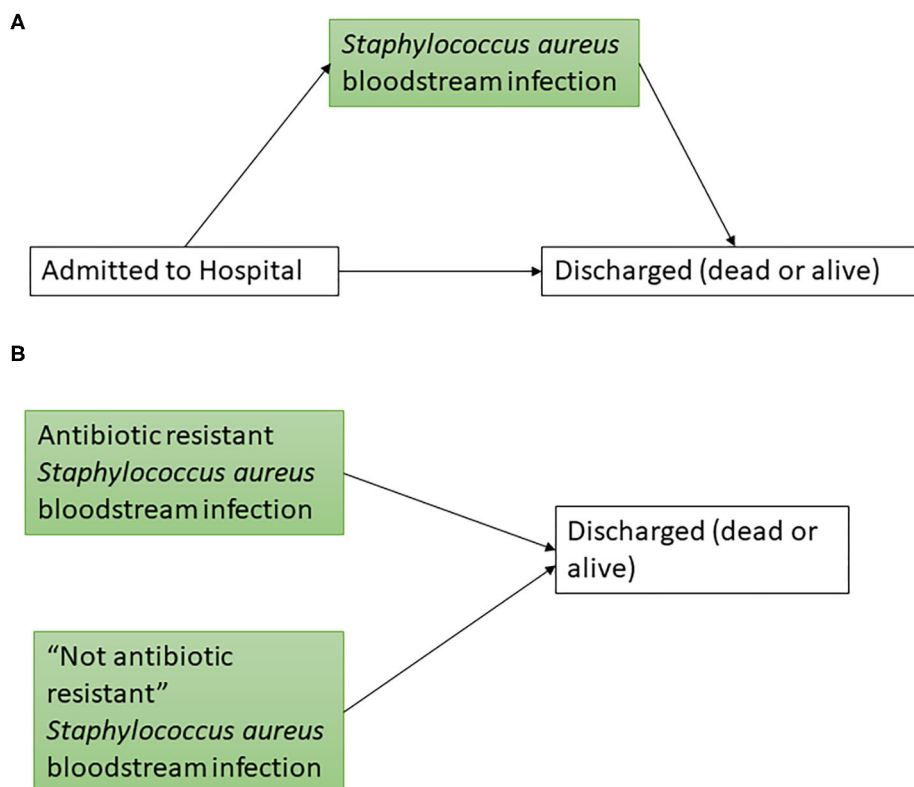 A
Staphylococcus aureus
bloodstream infection
Admitted to Hospital
Discharged (dead or alive)
B
Antibiotic resistant
Staphylococcus aureus
bloodstream infection
Discharged (dead or
alive)
“Not antibiotic
resistant”
Staphylococcus aureus
bloodstream infection